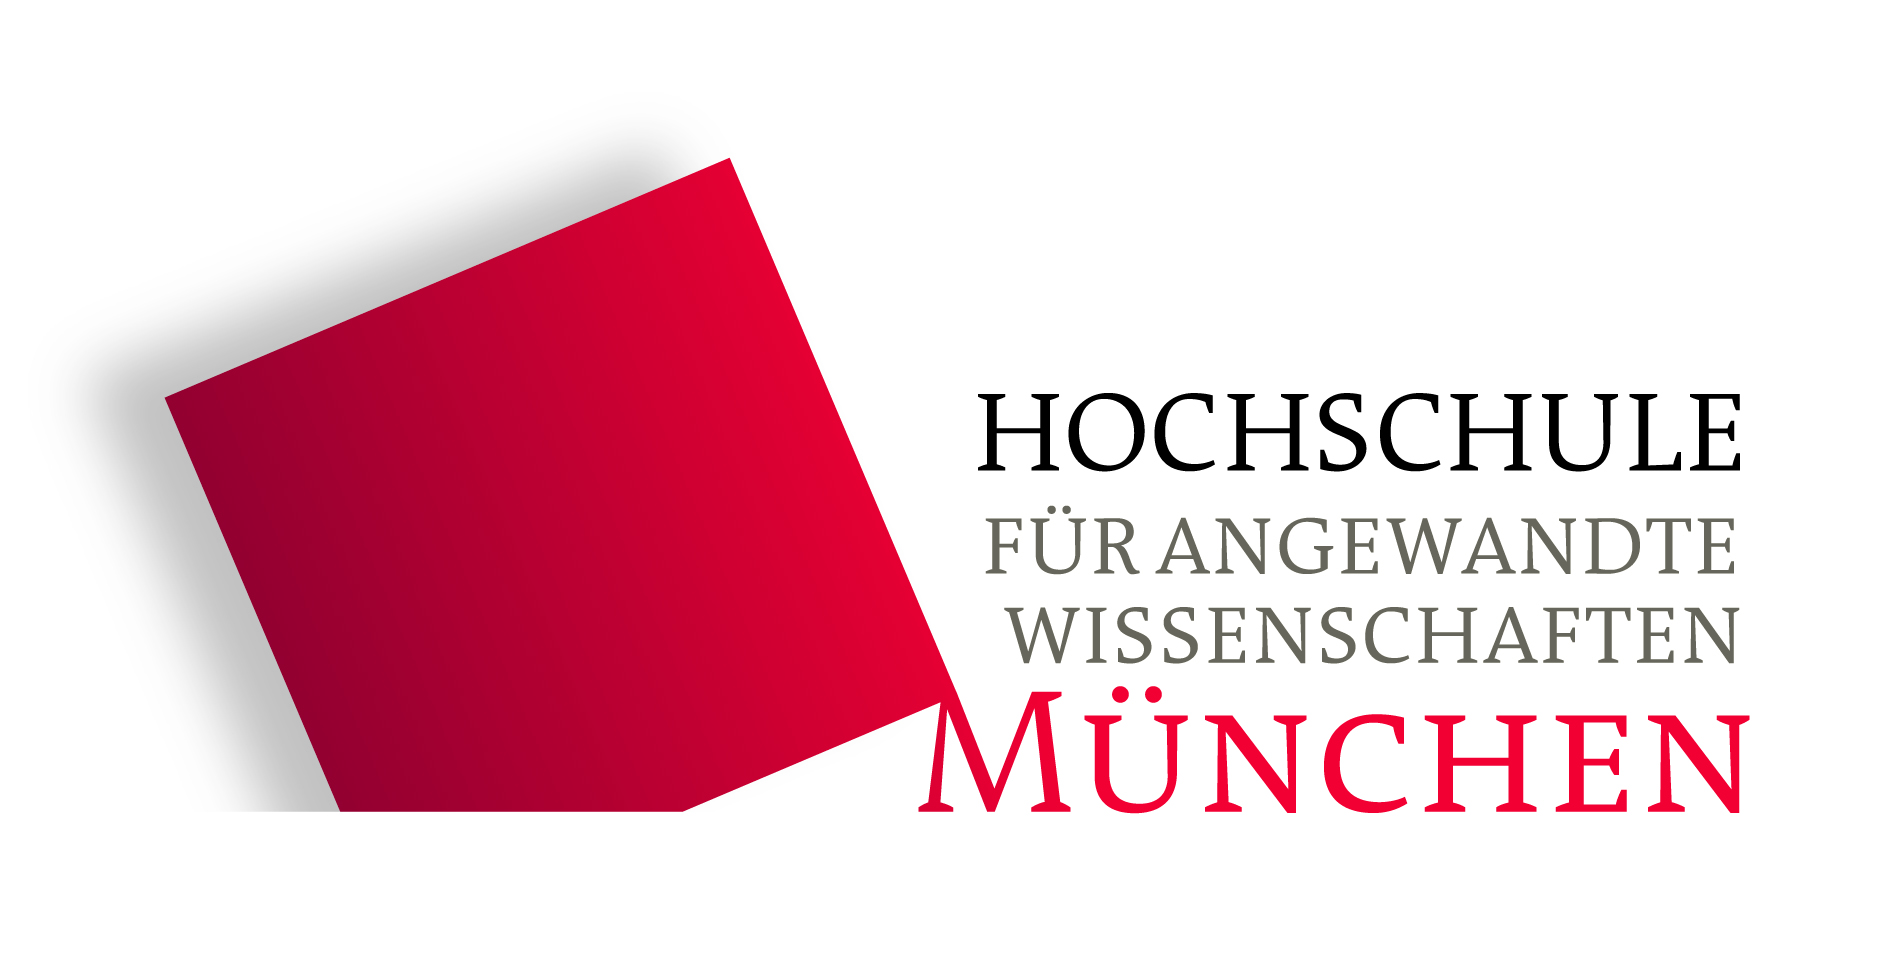 HOCHSCHULE
FÜR ANGEWANDTE
WISSENSCHAFTEN
MÜNCHEN